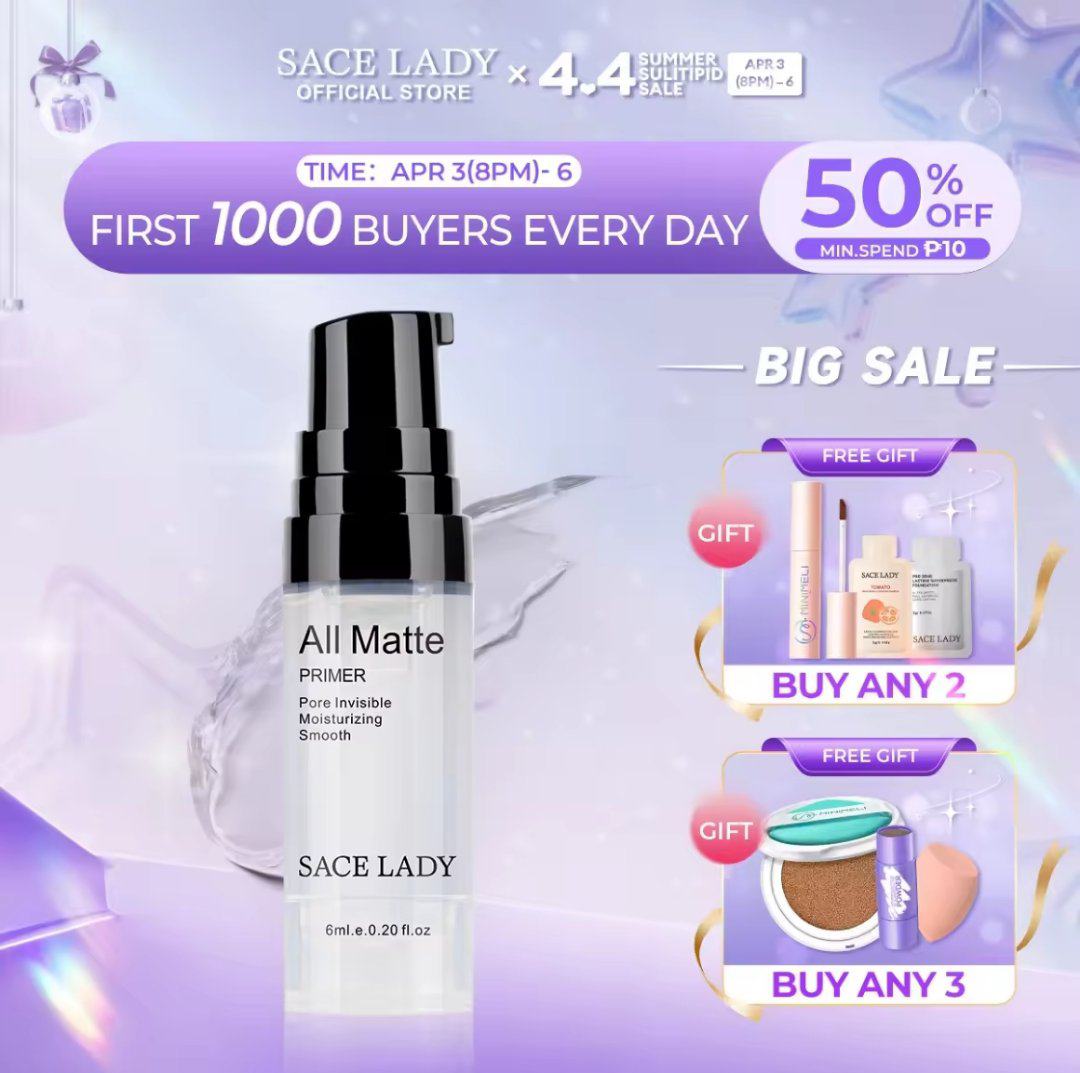 SACE LADY
OFFICIAL STORE
×
4.4
SUMMER
SULITIPID
SALE
APR 3
(8PM)-6
TIME: APR 3(8PM)- 6
FIRST 1000 BUYERS EVERY DAY
50%
OFF
MIN.SPEND ₱10
BIG SALE
FREE GIFT
GIFT
MINIMELI
SACE LADY
TOMATO
SACE LADY
BUY ANY 2
FREE GIFT
GIFT
MINIMELI
POWDER
BUY ANY 3
All Matte
PRIMER
Pore Invisible
Moisturizing
Smooth
SACE LADY
6ml.e.0.20 fl.oz